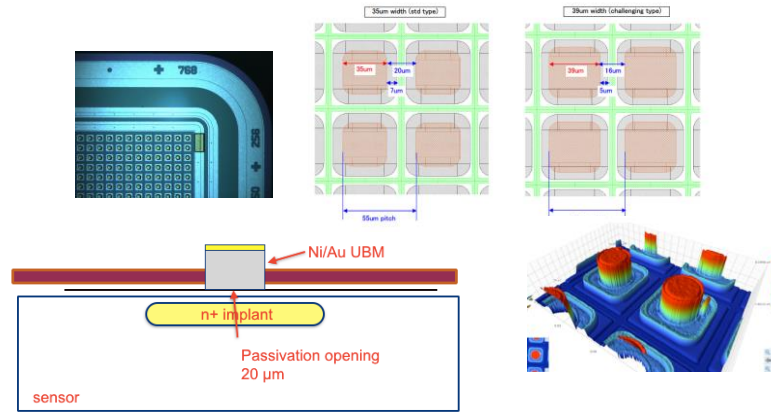 35um width (std type)
39um width (challenging type)
768
256
35um
20um
7um
55um pitch
39um
16um
5um
Ni/Au UBM
n+ implant
Passivation opening
20 µm
sensor